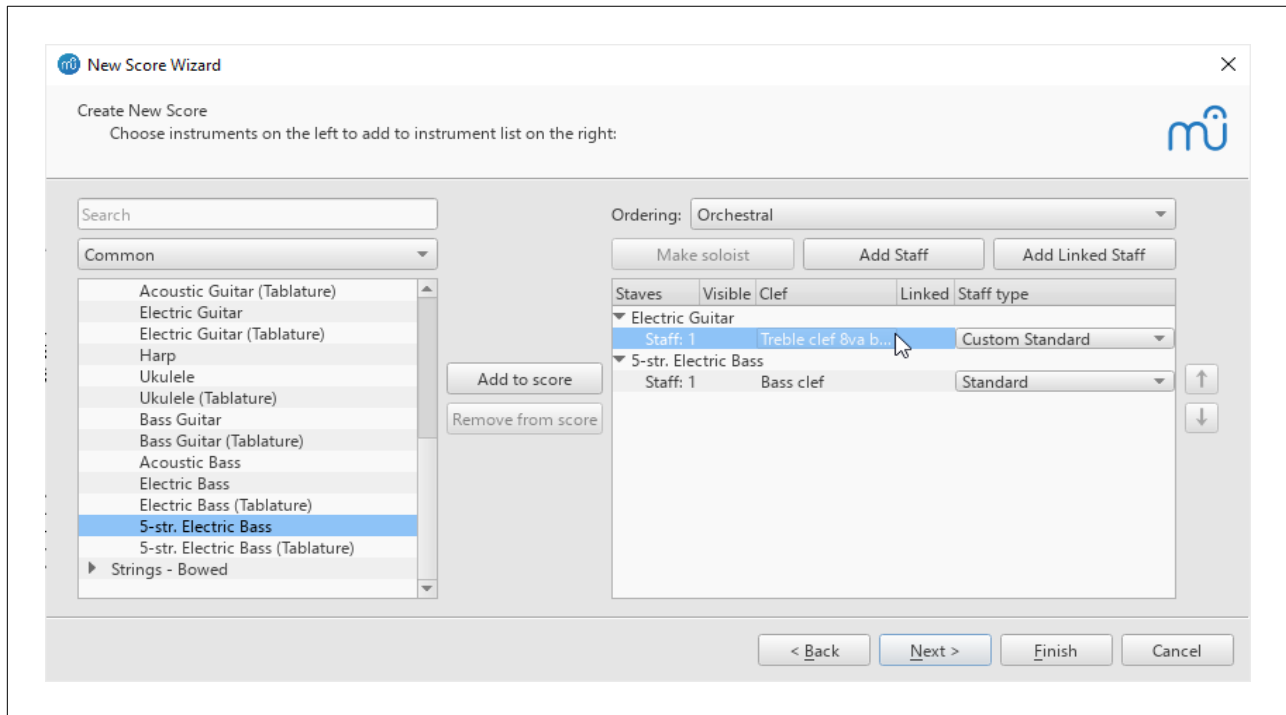 New Score Wizard
Create New Score
Choose instruments on the left to add to instrument list on the right:
Search
Common
Acoustic Guitar (Tablature)
Electric Guitar
Electric Guitar (Tablature)
Harp
Ukulele
Ukulele (Tablature)
Bass Guitar
Bass Guitar (Tablature)
Acoustic Bass
Electric Bass
Electric Bass (Tablature)
5-str. Electric Bass
5-str. Electric Bass (Tablature)
Strings - Bowed
Add to score
Remove from score
Ordering: Orchestral
Make soloist Add Staff Add Linked Staff
Staves Visible Clef Linked Staff type
Electric Guitar
Staff: 1 Treble clef 8va b... Custom Standard
5-str. Electric Bass
Staff: 1 Bass clef Standard
< Back Next > Finish Cancel